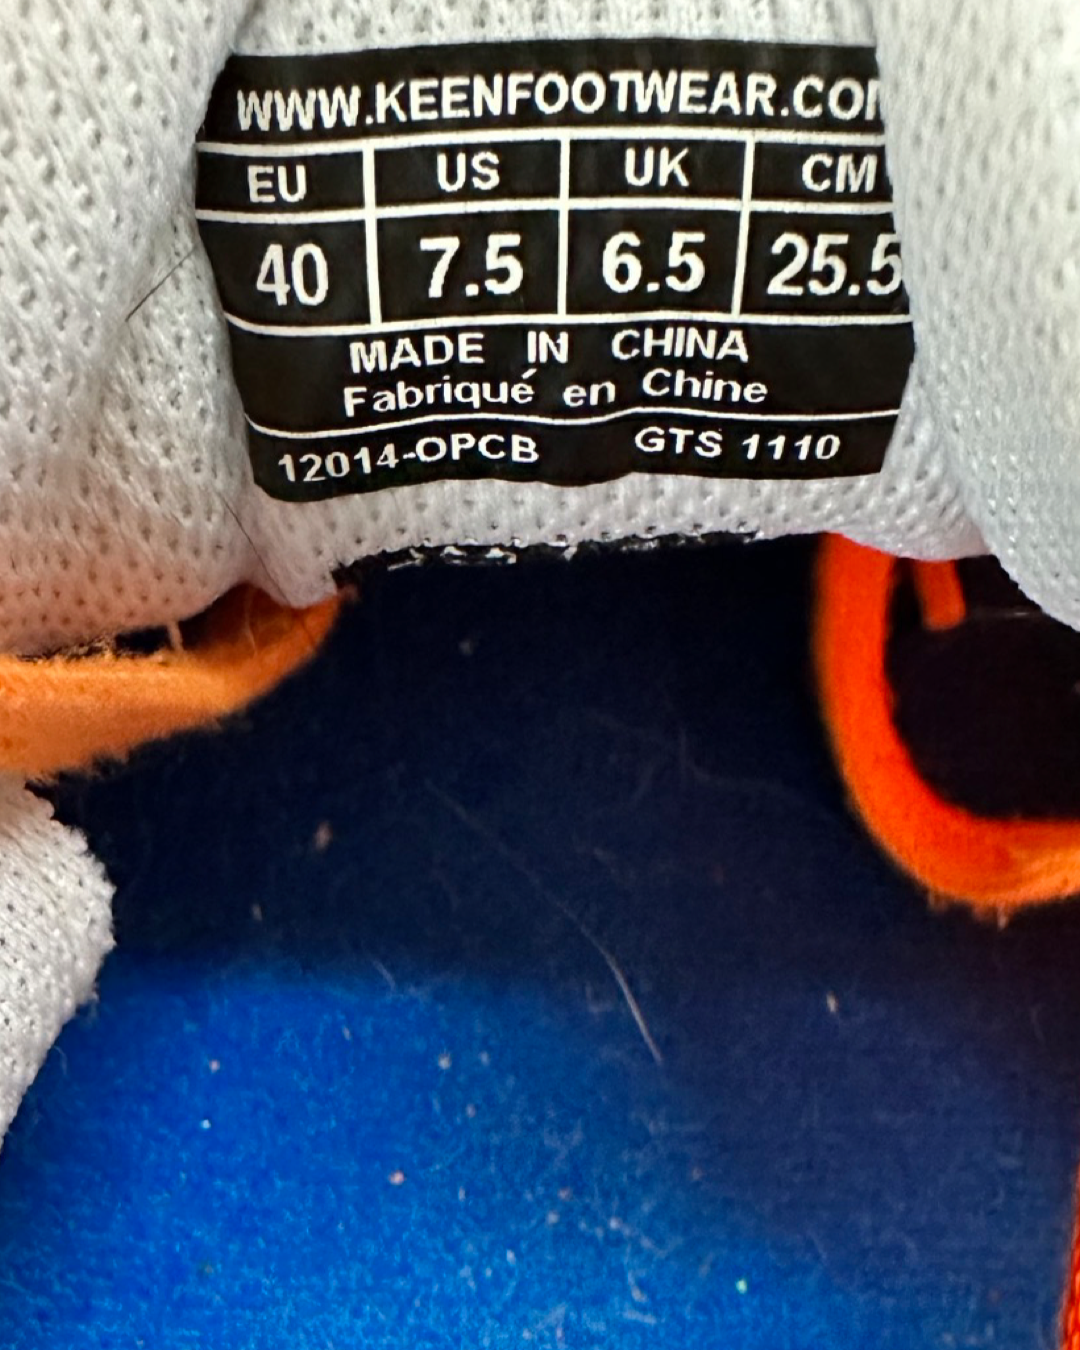 WWW.KEENFOOTWEAR.COM
EU US UK CM
40 7.5 6.5 25.5
MADE IN CHINA
Fabriqué en Chine
12014-OPCB GTS 1110